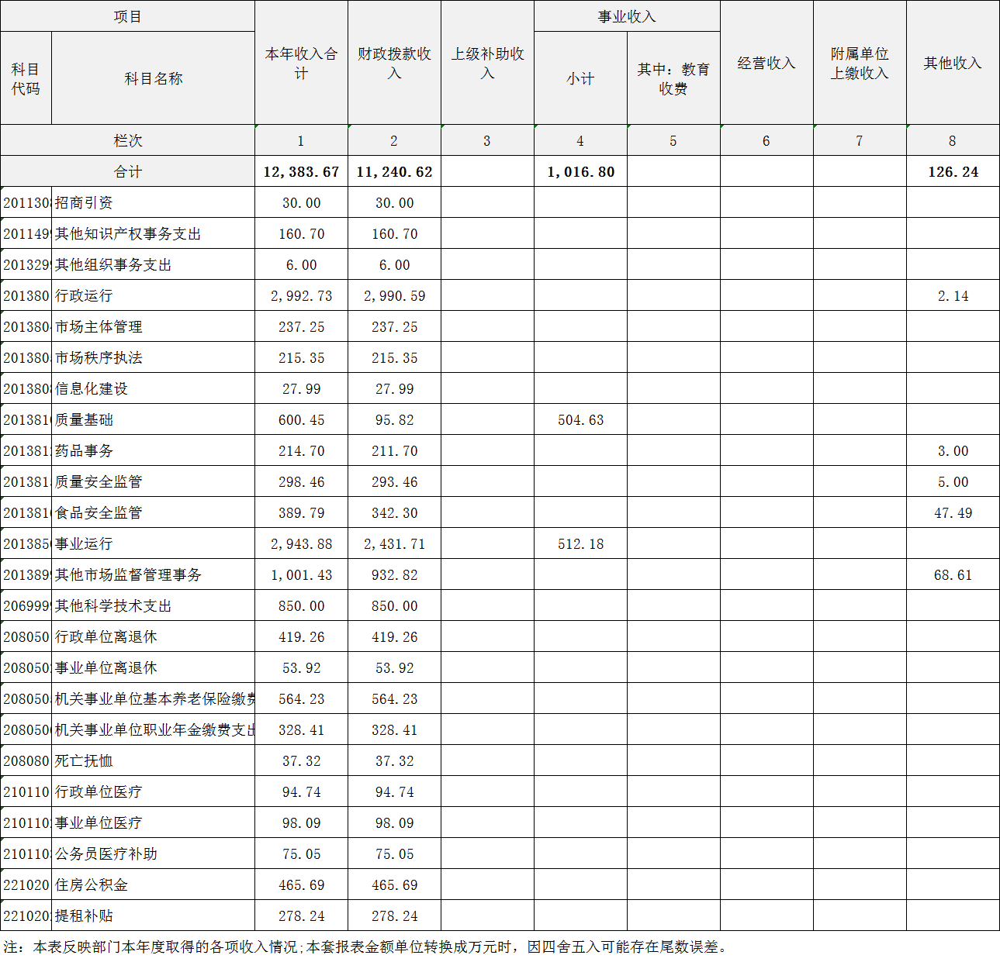 项目 本年收入合计 财政拨款收入 上级补助收入 事业收入 经营收入 附属单位上缴收入 其他收入
科目代码 科目名称 小计 其中：教育收费
栏次 1 2 3 4 5 6 7 8
合计 12,383.67 11,240.62 1,016.80 126.24
201130 招商引资 30.00 30.00
201149 其他知识产权事务支出 160.70 160.70
201329 其他组织事务支出 6.00 6.00
201380 行政运行 2,992.73 2,990.59 2.14
201380 市场主体管理 237.25 237.25
201380 市场秩序执法 215.35 215.35
201380 信息化建设 27.99 27.99
201381 质量基础 600.45 95.82 504.63
201381 药品事务 214.70 211.70 3.00
201381 质量安全监管 298.46 293.46 5.00
201381 食品安全监管 389.79 342.30 47.49
201385 事业运行 2,943.88 2,431.71 512.18
201389 其他市场监督管理事务 1,001.43 932.82 68.61
206999 其他科学技术支出 850.00 850.00
208050 行政单位离退休 419.26 419.26
208050 事业单位离退休 53.92 53.92
208050 机关事业单位基本养老保险缴费 564.23 564.23
208050 机关事业单位职业年金缴费支出 328.41 328.41
208080 死亡抚恤 37.32 37.32
210110 行政单位医疗 94.74 94.74
210110 事业单位医疗 98.09 98.09
210110 公务员医疗补助 75.05 75.05
221020 住房公积金 465.69 465.69
221020 提租补贴 278.24 278.24
注：本表反映部门本年度取得的各项收入情况;本套报表金额单位转换成万元时，因四舍五入可能存在尾数误差。